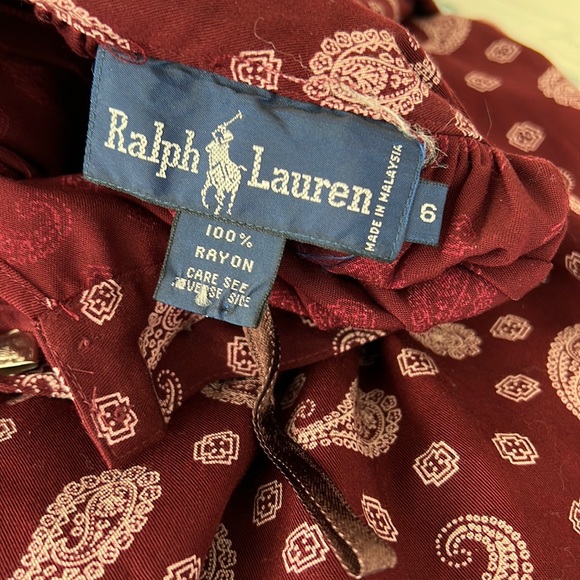 Ralph Lauren
MADE IN MALAYSIA
6
100%
RAYON
CARE SEE
REVERSE SIDE